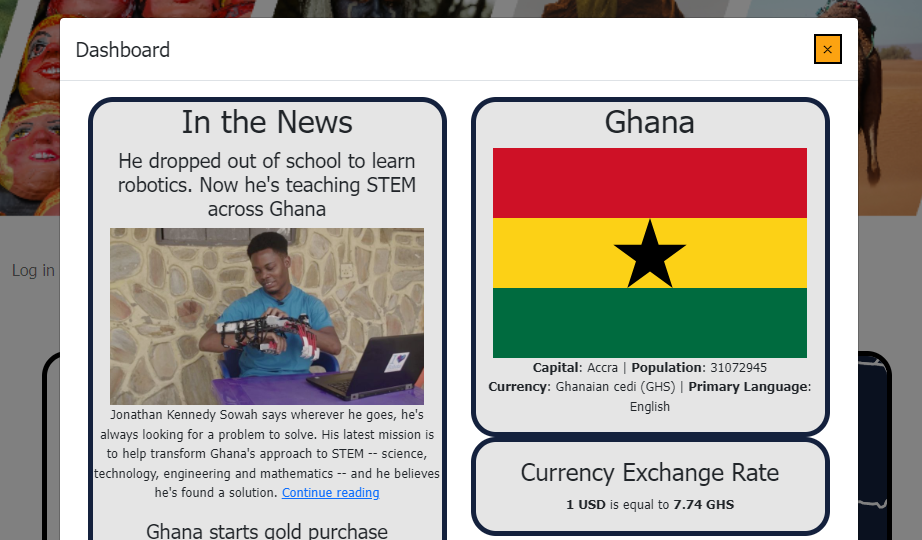 Dashboard
×
Log in
In the News
He dropped out of school to learn
robotics. Now he's teaching STEM
across Ghana
Jonathan Kennedy Sowah says wherever he goes, he's
always looking for a problem to solve. His latest mission is
to help transform Ghana's approach to STEM -- science,
technology, engineering and mathematics -- and he believes
he's found a solution. Continue reading
Ghana starts gold purchase
Ghana
Capital: Accra | Population: 31072945
Currency: Ghanaian cedi (GHS) | Primary Language:
English
Currency Exchange Rate
1 USD is equal to 7.74 GHS